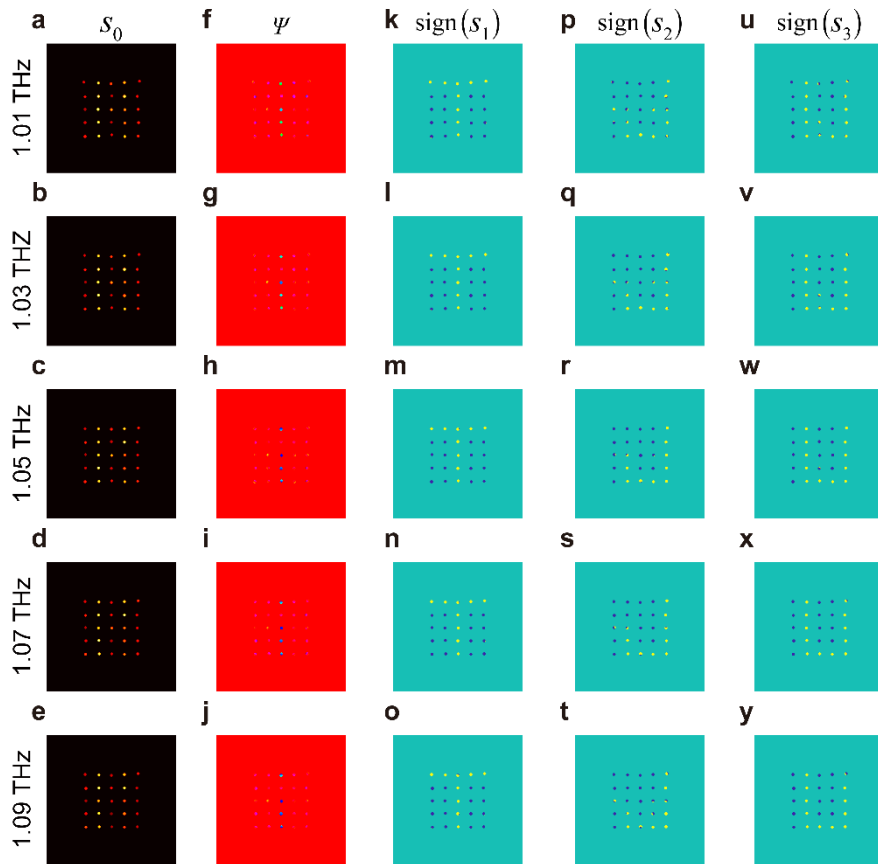 a s0 f Ψ k sign(s1) p sign(s2) u sign(s3)
1.01 THz
b g l q v
1.03 THZ
c h m r w
1.05 THz
d i n s x
1.07 THz
e j o t y
1.09 THz